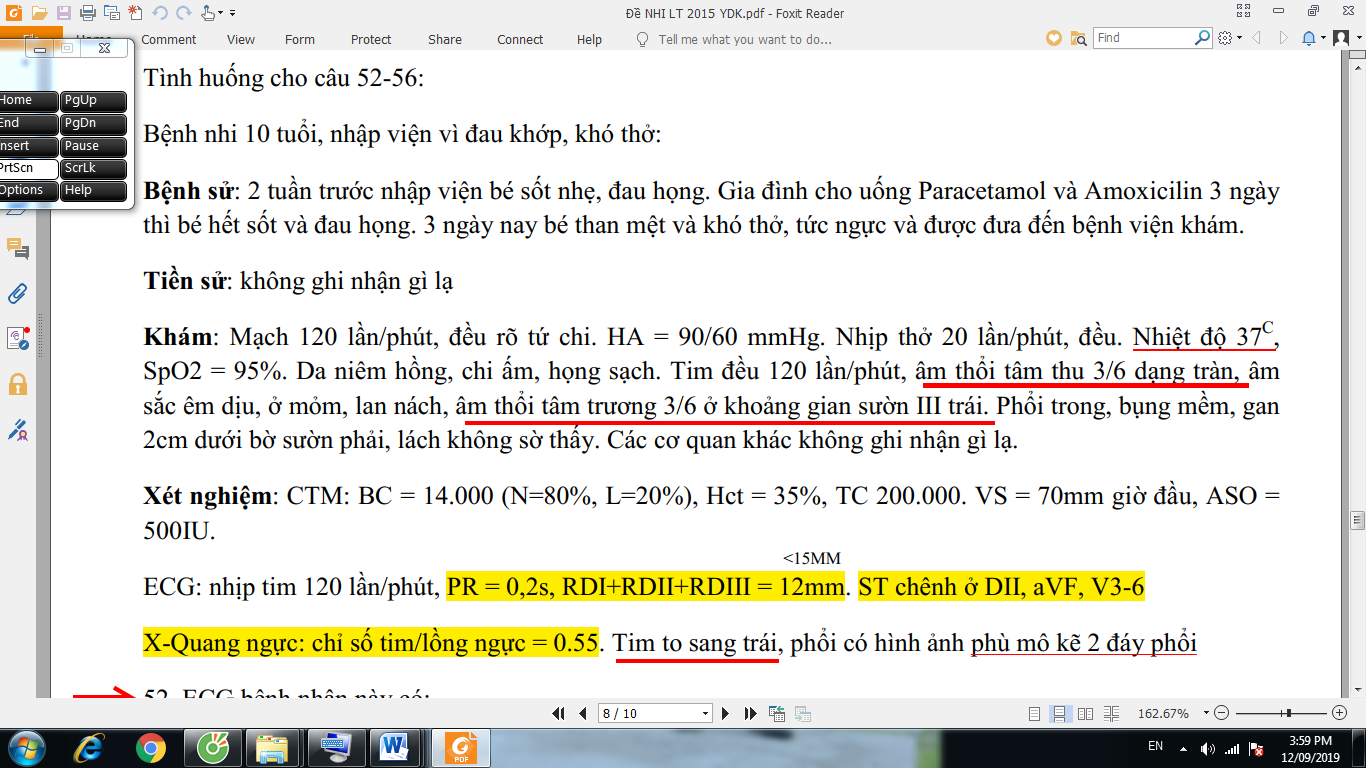 Đề NHI LT 2015 YDK.pdf - Foxit Reader
File Home Comment View Form Protect Share Connect Help Tell me what you want to do... Find
Home PgUp
End PgDn
Insert Pause
PrtScn ScrLk
Options Help
Tình huống cho câu 52-56:
Bệnh nhi 10 tuổi, nhập viện vì đau khớp, khó thở:
Bệnh sử: 2 tuần trước nhập viện bé sốt nhẹ, đau họng. Gia đình cho uống Paracetamol và Amoxicilin 3 ngày
thì bé hết sốt và đau họng. 3 ngày nay bé than mệt và khó thở, tức ngực và được đưa đến bệnh viện khám.
Tiền sử: không ghi nhận gì lạ
Khám: Mạch 120 lần/phút, đều rõ tứ chi. HA = 90/60 mmHg. Nhịp thở 20 lần/phút, đều. Nhiệt độ 37C,
SpO2 = 95%. Da niêm hồng, chi ấm, họng sạch. Tim đều 120 lần/phút, âm thổi tâm thu 3/6 dạng tràn, âm
sắc êm dịu, ở mỏm, lan nách, âm thổi tâm trương 3/6 ở khoảng gian sườn III trái. Phổi trong, bụng mềm, gan
2cm dưới bờ sườn phải, lách không sờ thấy. Các cơ quan khác không ghi nhận gì lạ.
Xét nghiệm: CTM: BC = 14.000 (N=80%, L=20%), Hct = 35%, TC 200.000. VS = 70mm giờ đầu, ASO =
500IU.
<15MM
ECG: nhịp tim 120 lần/phút, PR = 0,2s, RDI+RDII+RDIII = 12mm. ST chênh ở DII, aVF, V3-6
X-Quang ngực: chỉ số tim/lồng ngực = 0.55. Tim to sang trái, phổi có hình ảnh phù mô kẽ 2 đáy phổi
52. ECG bệnh nhân này có:
8 / 10 162.67%
EN 3:59 PM
12/09/2019